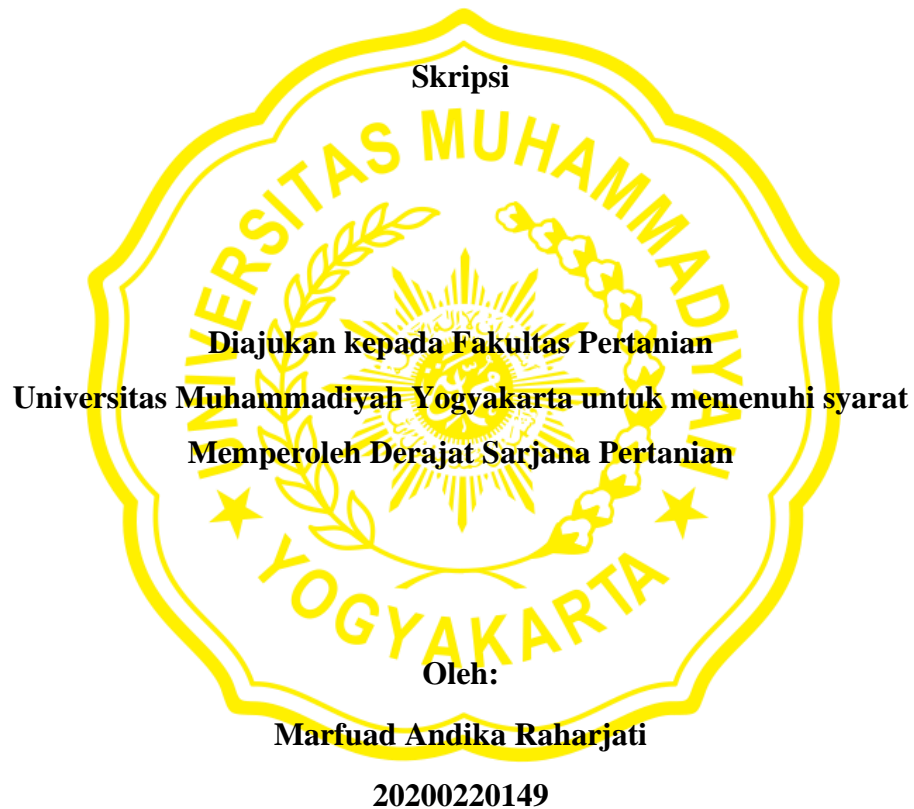 Skripsi
UNIVERSITAS MUHAMMADIYAH
Diajukan kepada Fakultas Pertanian
Universitas Muhammadiyah Yogyakarta untuk memenuhi syarat
Memperoleh Derajat Sarjana Pertanian
YOGYAKARTA
Oleh:
Marfuad Andika Raharjati
20200220149